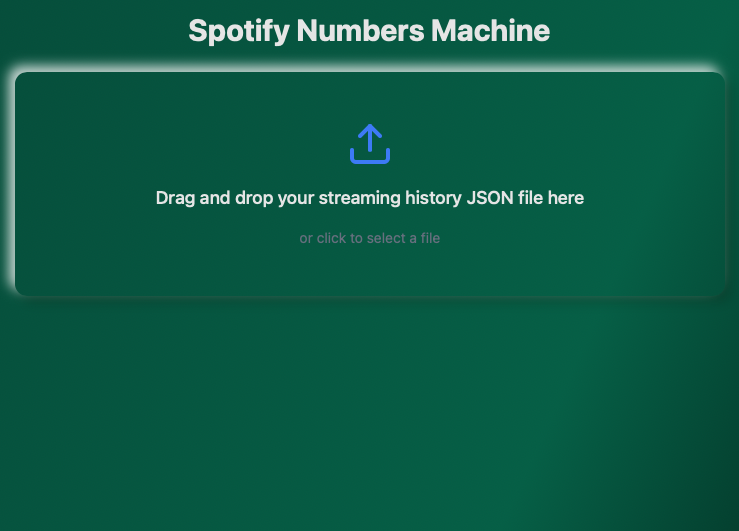 Spotify Numbers Machine
Drag and drop your streaming history JSON file here
or click to select a file